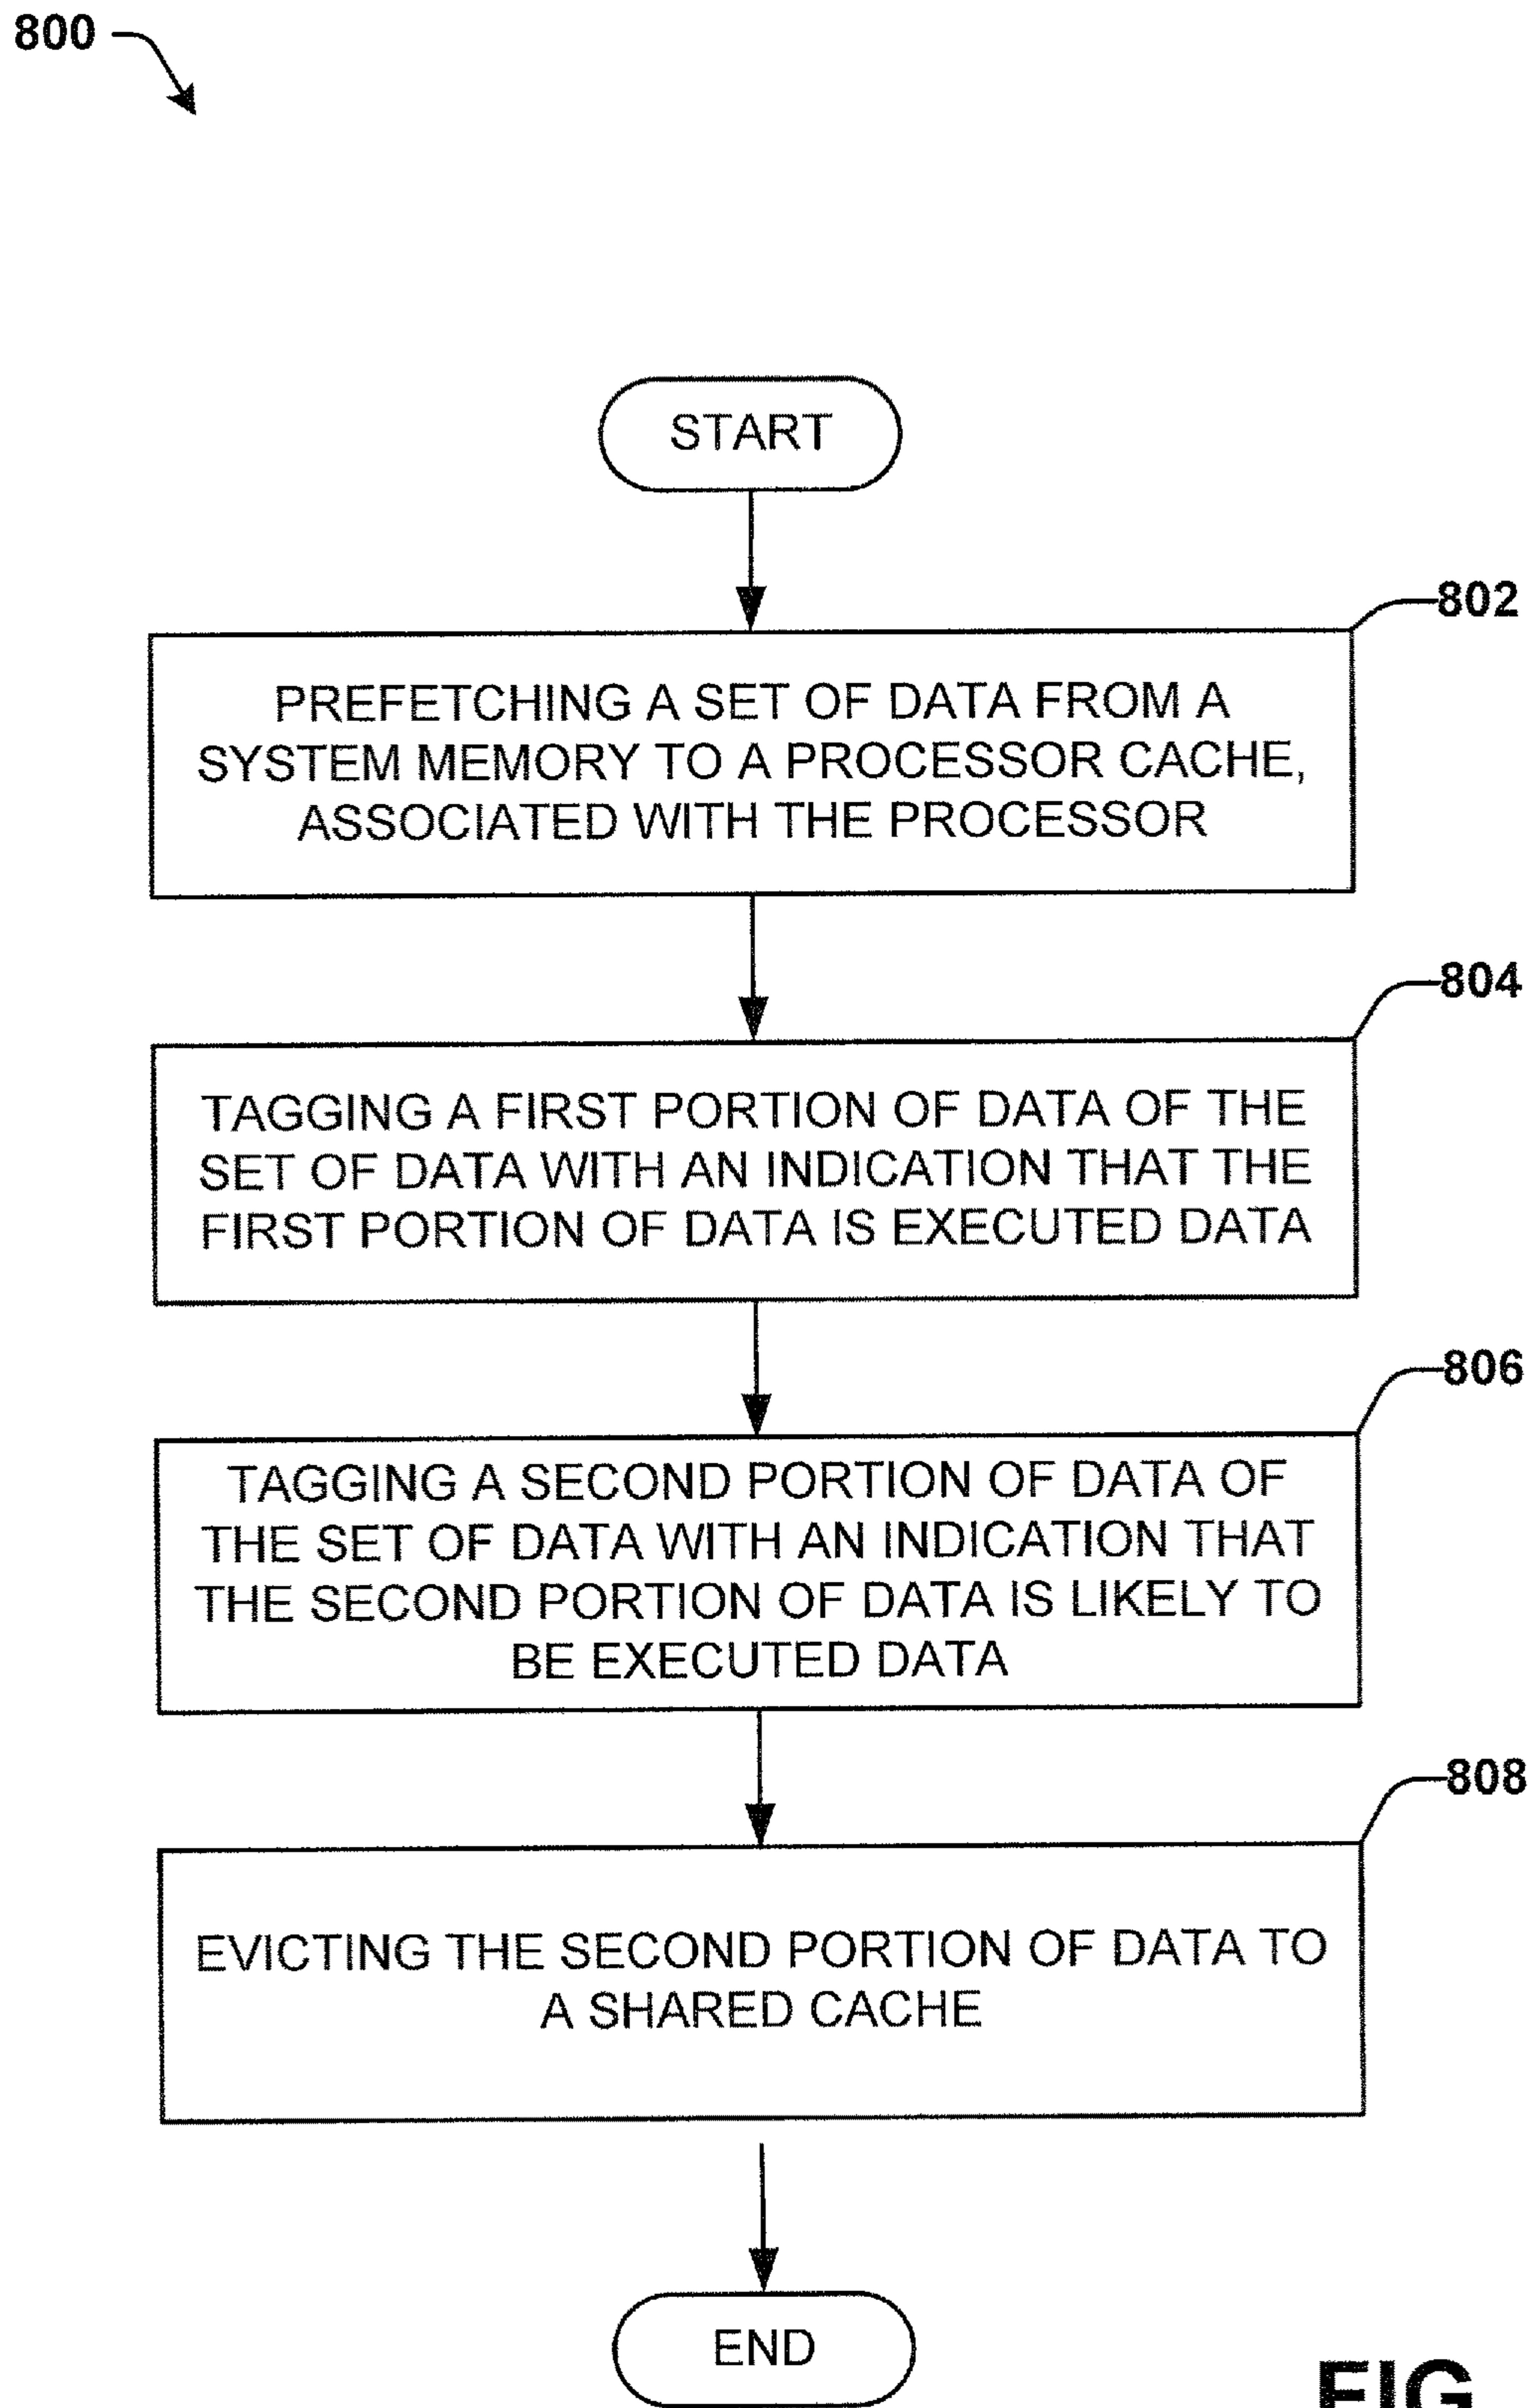 800
START
802
PREFETCHING A SET OF DATA FROM A
SYSTEM MEMORY TO A PROCESSOR CACHE,
ASSOCIATED WITH THE PROCESSOR
804
TAGGING A FIRST PORTION OF DATA OF THE
SET OF DATA WITH AN INDICATION THAT THE
FIRST PORTION OF DATA IS EXECUTED DATA
806
TAGGING A SECOND PORTION OF DATA OF
THE SET OF DATA WITH AN INDICATION THAT
THE SECOND PORTION OF DATA IS LIKELY TO
BE EXECUTED DATA
808
EVICTING THE SECOND PORTION OF DATA TO
A SHARED CACHE
END
FIG